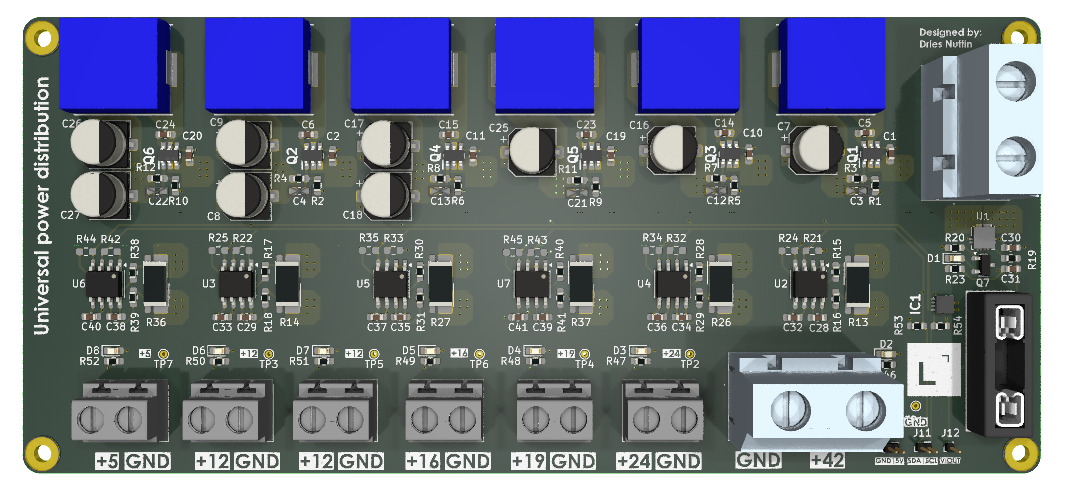 Designed by:
Dries Nuttin
Universal power distribution
C26 C24 C20 C9 C6 C2 C17 C15 C11 C25 C23 C19 C16 C14 C10 C7 C5 C1
R12 Q6 R4 Q2 R8 Q4 R11 Q5 R7 Q3 R3 Q1
C27 C22 R10 C8 C4 R2 C18 C13 R6 C21 R9 C12 R5 C3 R1
U1
R44 R42 R38 R25 R22 R17 R35 R33 R30 R45 R43 R40 R34 R32 R28 R24 R21 R15 R20 C30 R19
D1
U6 U3 U5 U7 U4 U2 R23 Q7 C31
C40 C38 R39 R36 C33 C29 R18 R14 C37 C35 R31 R27 C41 C39 R41 R37 C36 C34 R29 R26 C32 C28 R16 R13 R53 IC1 R54
D8 +5 D6 +12 D7 +12 D5 +16 D4 +19 D3 +24 D2
R52 TP7 R50 TP3 R51 TP5 R49 TP6 R48 TP4 R47 TP2 46
L
GND
J11 J12
+5 GND +12 GND +12 GND +16 GND +19 GND +24 GND GND +42 GND 5V SDA SCL VOUT